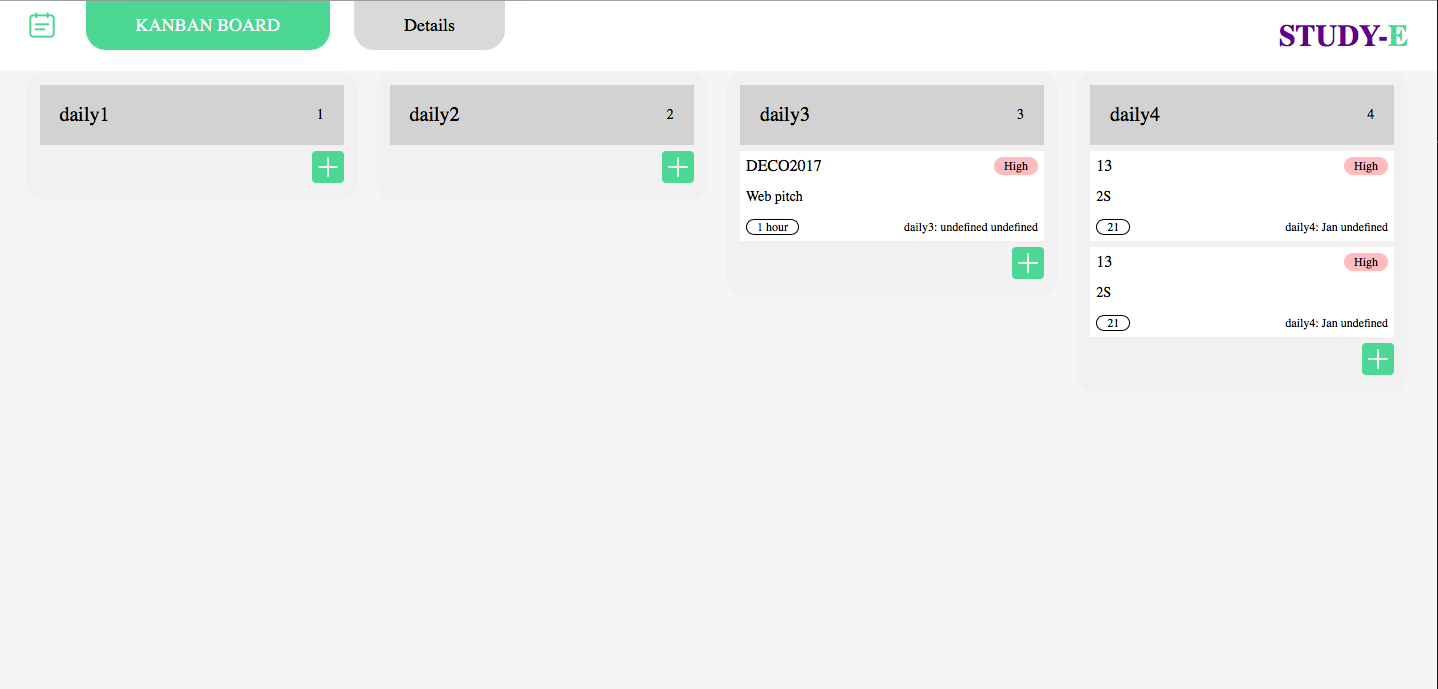 KANBAN BOARD
Details
STUDY-E
daily1 1
daily2 2
daily3 3
DECO2017 High
Web pitch
1 hour daily3: undefined undefined
daily4 4
13 High
2S
21 daily4: Jan undefined
13 High
2S
21 daily4: Jan undefined